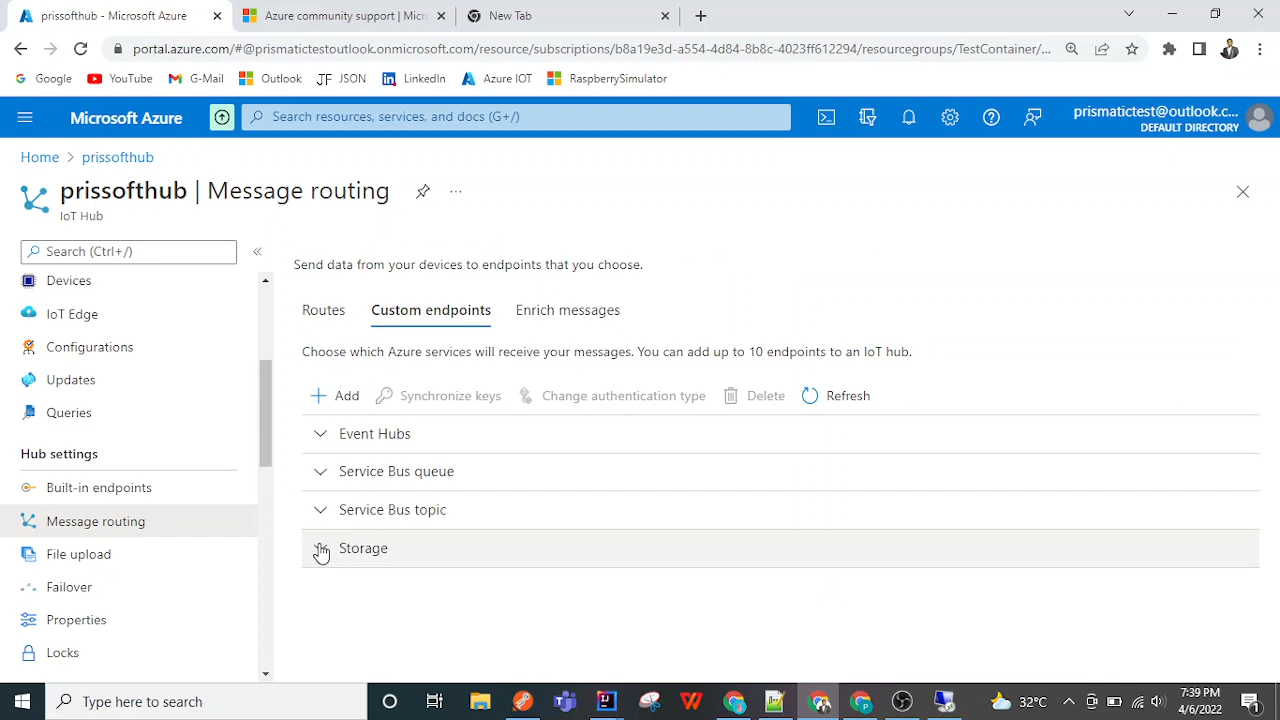 prissofthub - Microsoft Azure
Azure community support | Micr
New Tab
portal.azure.com/#@prismatictestoutlook.onmicrosoft.com/resource/subscriptions/b8a19e3d-a554-4d84-8b8c-4023ff612294/resourcegroups/TestContainer/...
Google
YouTube
G-Mail
Outlook
JSON
LinkedIn
Azure IOT
RaspberrySimulator
Microsoft Azure
Search resources, services, and docs (G+/)
prismatictest@outlook.c...
DEFAULT DIRECTORY
Home > prissofthub
prissofthub | Message routing
IoT Hub
Search (Ctrl+/)
Devices
IoT Edge
Configurations
Updates
Queries
Hub settings
Built-in endpoints
Message routing
File upload
Failover
Properties
Locks
Send data from your devices to endpoints that you choose.
Routes
Custom endpoints
Enrich messages
Choose which Azure services will receive your messages. You can add up to 10 endpoints to an IoT hub.
Add
Synchronize keys
Change authentication type
Delete
Refresh
Event Hubs
Service Bus queue
Service Bus topic
Storage
Type here to search
32°C
7:39 PM
4/6/2022